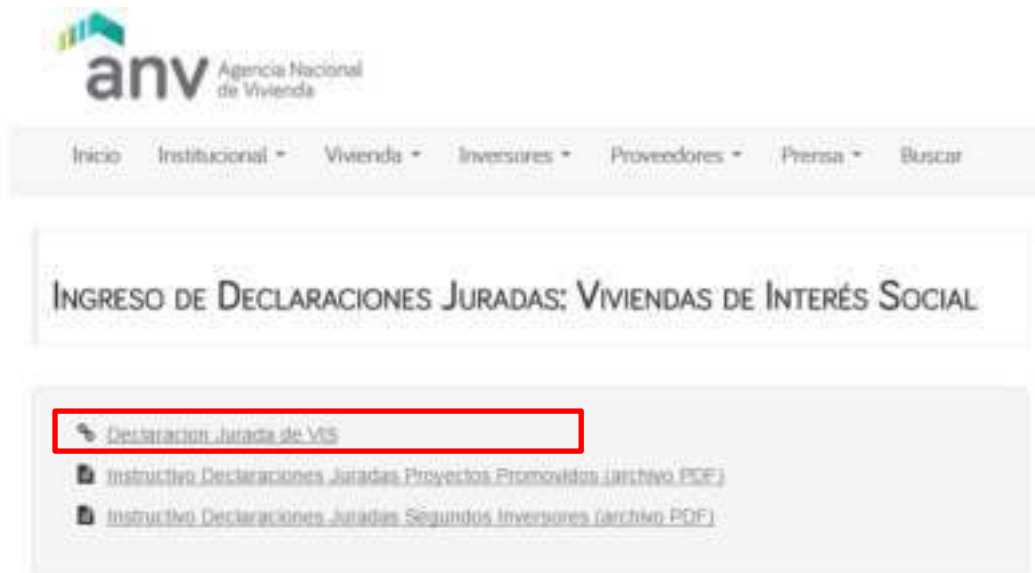 anv Agencia Nacional
de Vivienda
Inicio Institucional Vivienda Inversores Proveedores Prensa Buscar
INGRESO DE DECLARACIONES JURADAS: VIVIENDAS DE INTERÉS SOCIAL
Declaracion Jurada de VIS
Instructivo Declaraciones Juradas Proyectos Promovidos (archivo PDF)
Instructivo Declaraciones Juradas Segundos Inversores (archivo PDF)